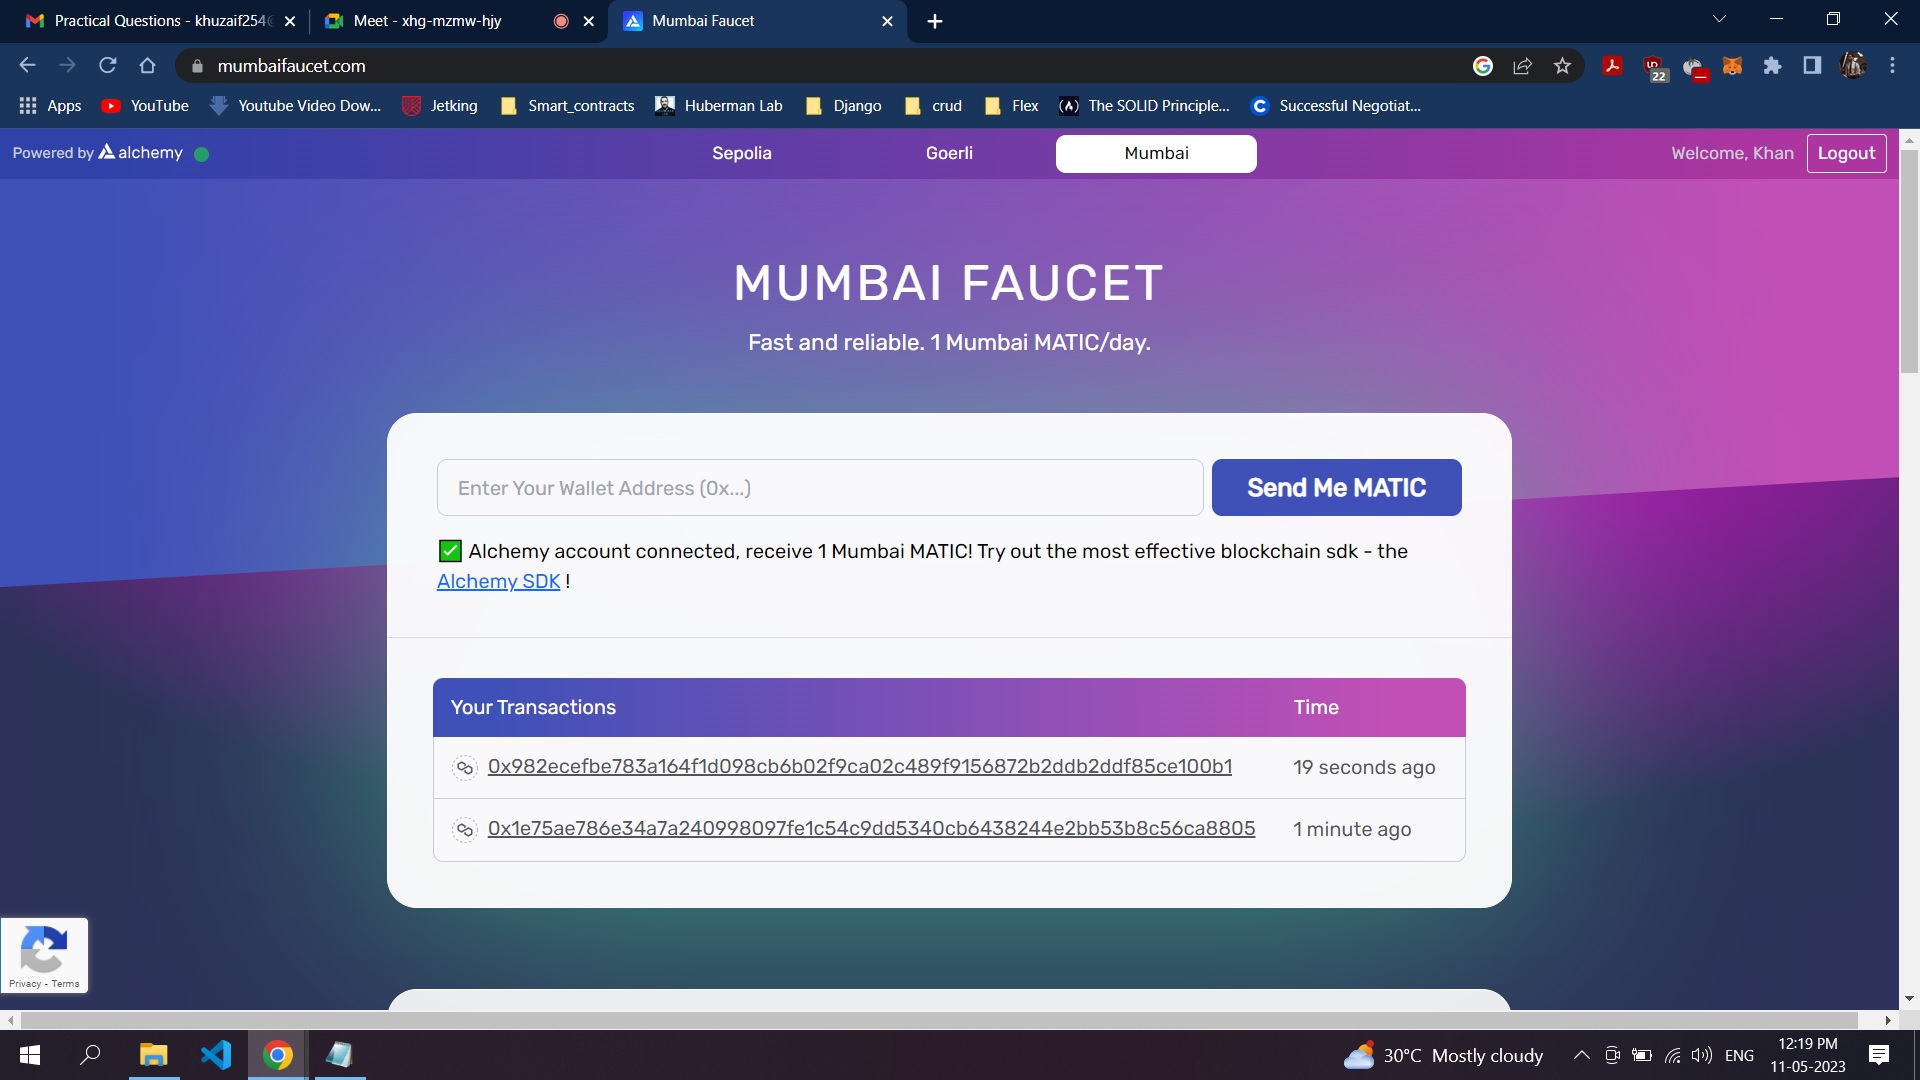 Practical Questions - khuzaif254@
Meet - xhg-mzmw-hjy
Mumbai Faucet
mumbaifaucet.com
22
Apps
YouTube
Youtube Video Dow...
Jetking
Smart_contracts
Huberman Lab
Django
crud
Flex
The SOLID Principle...
Successful Negotiat...
Powered by alchemy
Sepolia
Goerli
Mumbai
Welcome, Khan
Logout
MUMBAI FAUCET
Fast and reliable. 1 Mumbai MATIC/day.
Enter Your Wallet Address (0x...)
Send Me MATIC
Alchemy account connected, receive 1 Mumbai MATIC! Try out the most effective blockchain sdk - the
Alchemy SDK !
Your Transactions
Time
0x982ecefbe783a164f1d098cb6b02f9ca02c489f9156872b2ddb2ddf85ce100b1
19 seconds ago
0x1e75ae786e34a7a240998097fe1c54c9dd5340cb6438244e2bb53b8c56ca8805
1 minute ago
Privacy - Terms
30°C Mostly cloudy
ENG
12:19 PM
11-05-2023